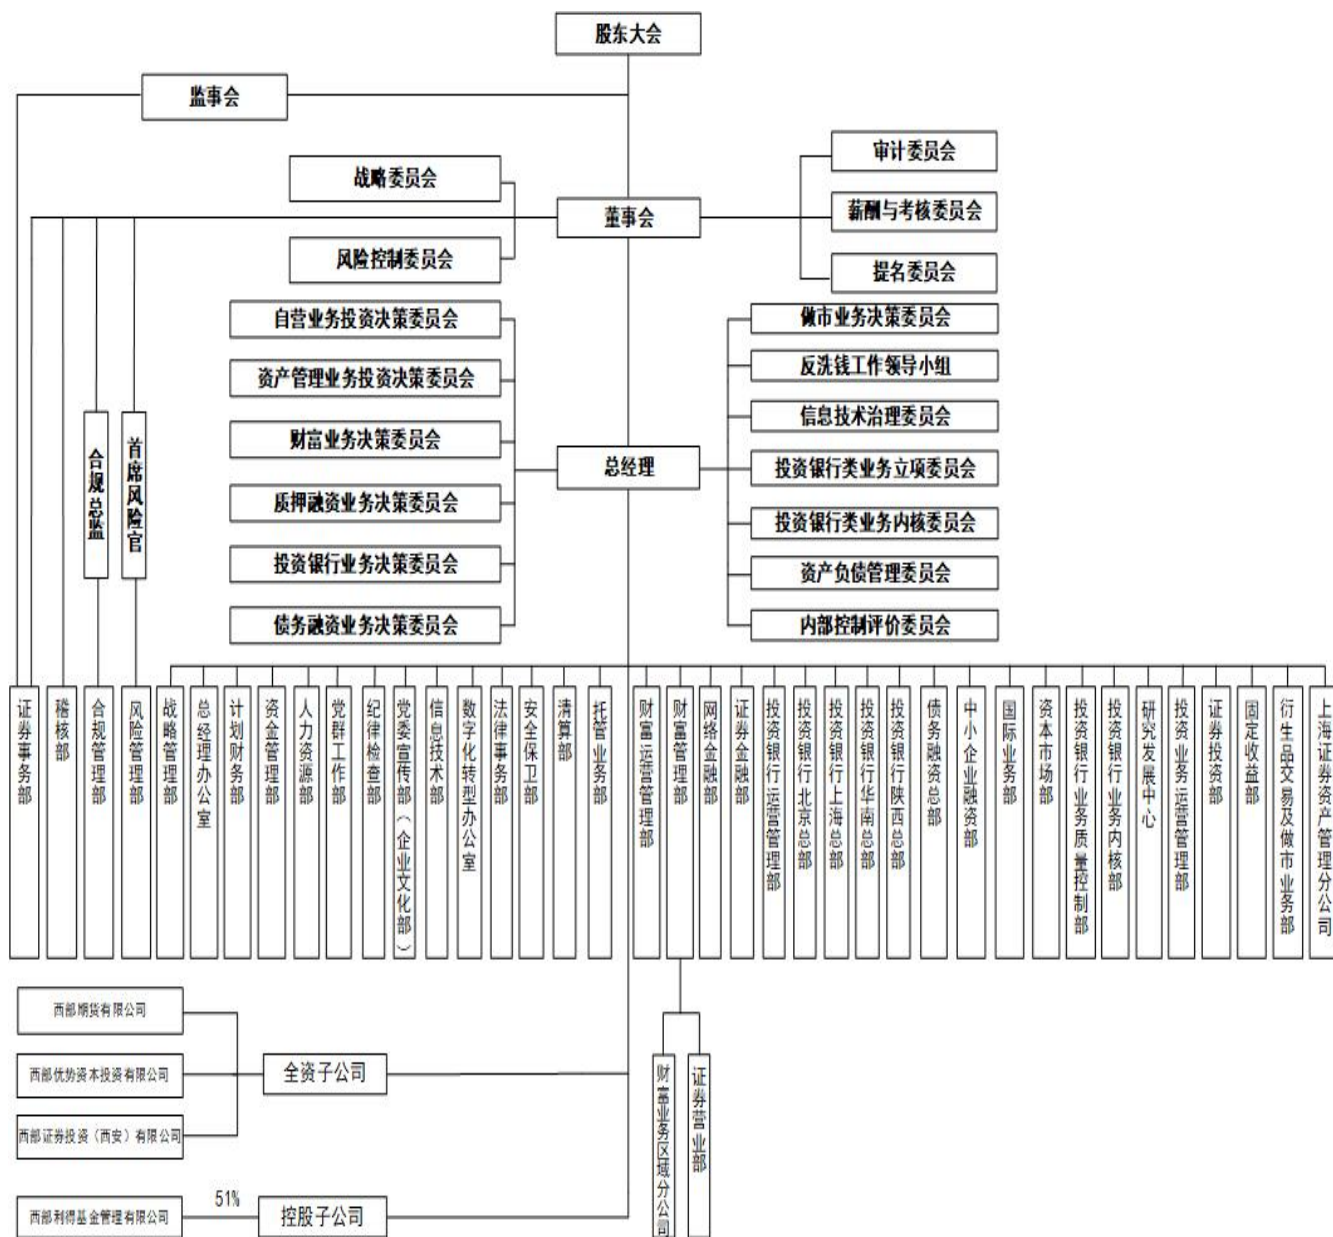 股东大会
监事会
审计委员会
战略委员会
薪酬与考核委员会
董事会
风险控制委员会
提名委员会
自营业务投资决策委员会
做市业务决策委员会
资产管理业务投资决策委员会
反洗钱工作领导小组
财富业务决策委员会
信息技术治理委员会
总经理
投资银行类业务立项委员会
质押融资业务决策委员会
投资银行类业务内核委员会
投资银行业务决策委员会
资产负债管理委员会
债务融资业务决策委员会
内部控制评价委员会
合规总监
首席风险官
证券事务部
稽核部
合规管理部
风险管理部
战略管理部
总经理办公室
计划财务部
资金管理部
人力资源部
党群工作部
纪律检查部
党委宣传部（企业文化部）
信息技术部
数字化转型办公室
法律事务部
安全保卫部
清算部
托管业务部
财富运营管理部
财富管理部
网络金融部
证券金融部
投资银行运营管理部
投资银行北京总部
投资银行上海总部
投资银行华南总部
投资银行陕西总部
债务融资总部
中小企业融资部
国际业务部
资本市场部
投资银行业务质量控制部
投资银行业务内核部
研究发展中心
投资业务运营管理部
证券投资部
固定收益部
衍生品交易及做市业务部
上海证券资产管理分公司
西部期货有限公司
西部优势资本投资有限公司
全资子公司
西部证券投资（西安）有限公司
财富业务区域分公司
证券营业部
西部利得基金管理有限公司
51%
控股子公司